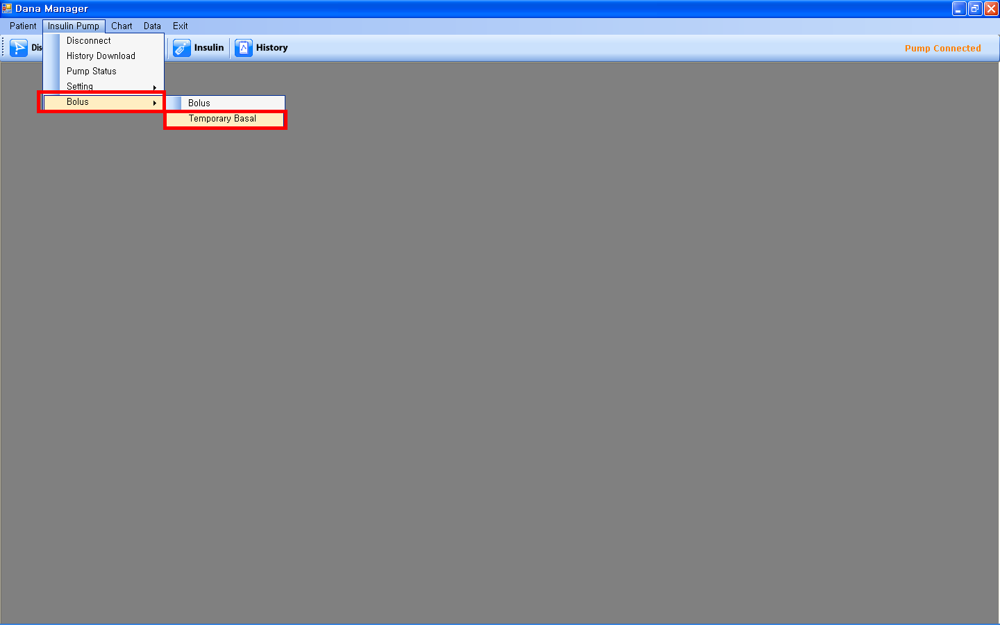 Dana Manager
Patient Insulin Pump Chart Data Exit
Dis Insulin History Pump Connected
Disconnect
History Download
Pump Status
Setting
Bolus
Bolus
Temporary Basal